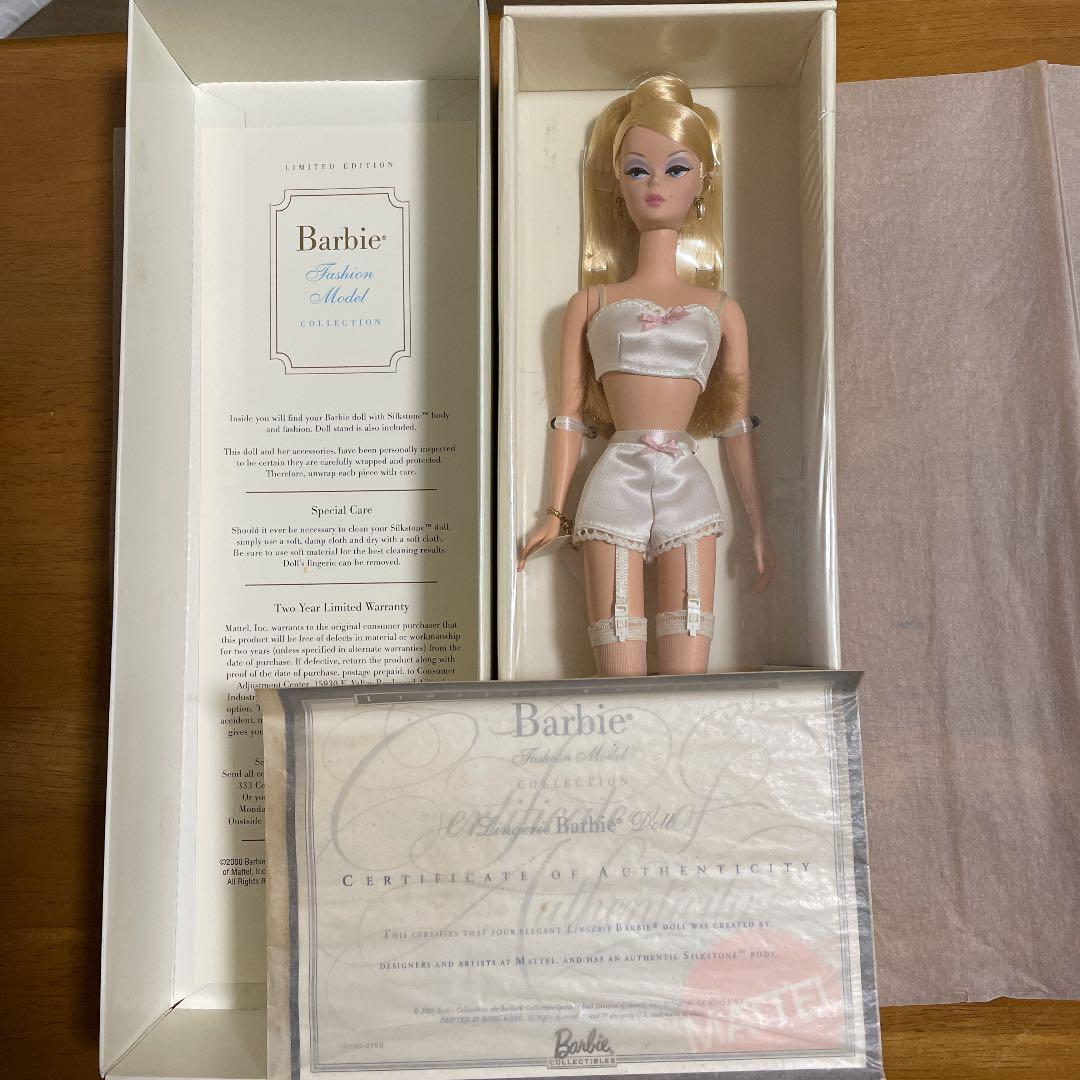 LIMITED EDITION
Barbie®
Fashion
Model
COLLECTION
Inside you will find your Barbie doll with Silkstone™ body
and fashion. Doll stand is also included.
This doll and her accessories, have been personally inspected
to be certain they are carefully wrapped and protected.
Therefore, unwrap each piece with care.
Special Care
Should it ever be necessary to clean your Silkstone™ doll,
simply use a soft, damp cloth and dry with a soft cloth.
Be sure to use soft material for the best cleaning results.
Doll's lingerie can be removed.
Two Year Limited Warranty
Mattel, Inc. warrants to the original consumer purchaser that
this product will be free of defects in material or workmanship
for two years (unless specified in alternate warranties) from the
date of purchase. If defective, return the product along with
proof of the date of purchase, postage prepaid, to Consumer
Adjustment Center, 15930 E.
option.
accident,
gives you
Send all
333
Or
Outside
©2000 Barbie
of Mattel, Inc
All Rights R
Barbie®
Fashion Model
COLLECTION
Certificate of
Lingerie Barbie® Doll
CERTIFICATE OF AUTHENTICITY
Authenticity
THIS CERTIFIES THAT YOUR ELEGANT LINGERIE BARBIE® DOLL WAS CREATED BY
DESIGNERS AND ARTISTS AT MATTEL, AND HAS AN AUTHENTIC SILKSTONE™ BODY.
MATTEL
Barbie
COLLECTIBLES